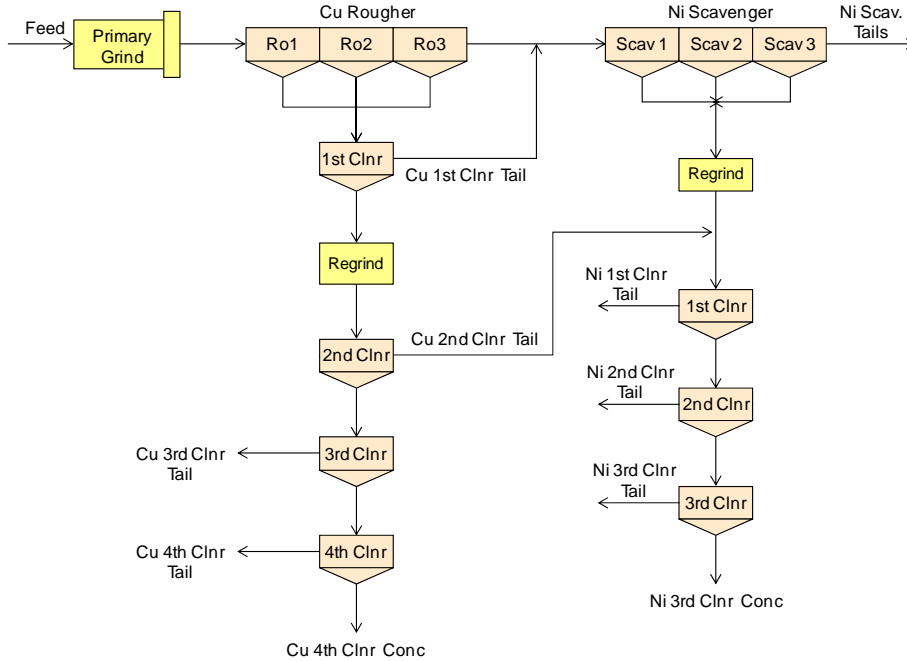 Cu Rougher
Ni Scavenger
Ni Scav.
Tails
Feed
Primary
Grind
Ro1
Ro2
Ro3
Scav 1
Scav 2
Scav 3
1st Clnr
Cu 1st Clnr Tail
Regrind
Regrind
Ni 1st Clnr
Tail
1st Clnr
Cu 2nd Clnr Tail
2nd Clnr
Ni 2nd Clnr
Tail
2nd Clnr
Cu 3rd Clnr
Tail
3rd Clnr
Ni 3rd Clnr
Tail
3rd Clnr
Cu 4th Clnr
Tail
4th Clnr
Ni 3rd Clnr Conc
Cu 4th Clnr Conc